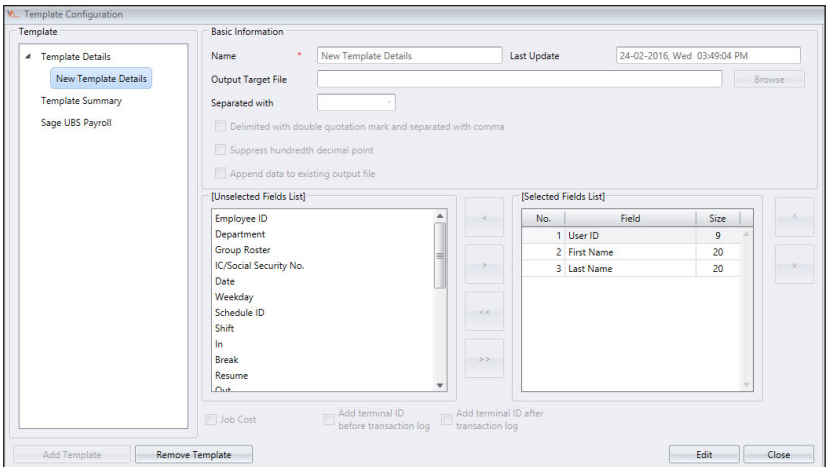 Template Configuration
Template
Template Details
New Template Details
Template Summary
Sage UBS Payroll
Basic Information
Name * New Template Details Last Update 24-02-2016, Wed 03:49:04 PM
Output Target File Browse
Separated with
Delimited with double quotation mark and separated with comma
Suppress hundredth decimal point
Append data to existing output file
[Unselected Fields List]
Employee ID
Department
Group Roster
IC/Social Security No.
Date
Weekday
Schedule ID
Shift
In
Break
Resume
Out
<
>
<<
>>
[Selected Fields List]
No. Field Size
1 User ID 9
2 First Name 20
3 Last Name 20
^
v
Job Cost
Add terminal ID
before transaction log
Add terminal ID after
transaction log
Add Template Remove Template Edit Close